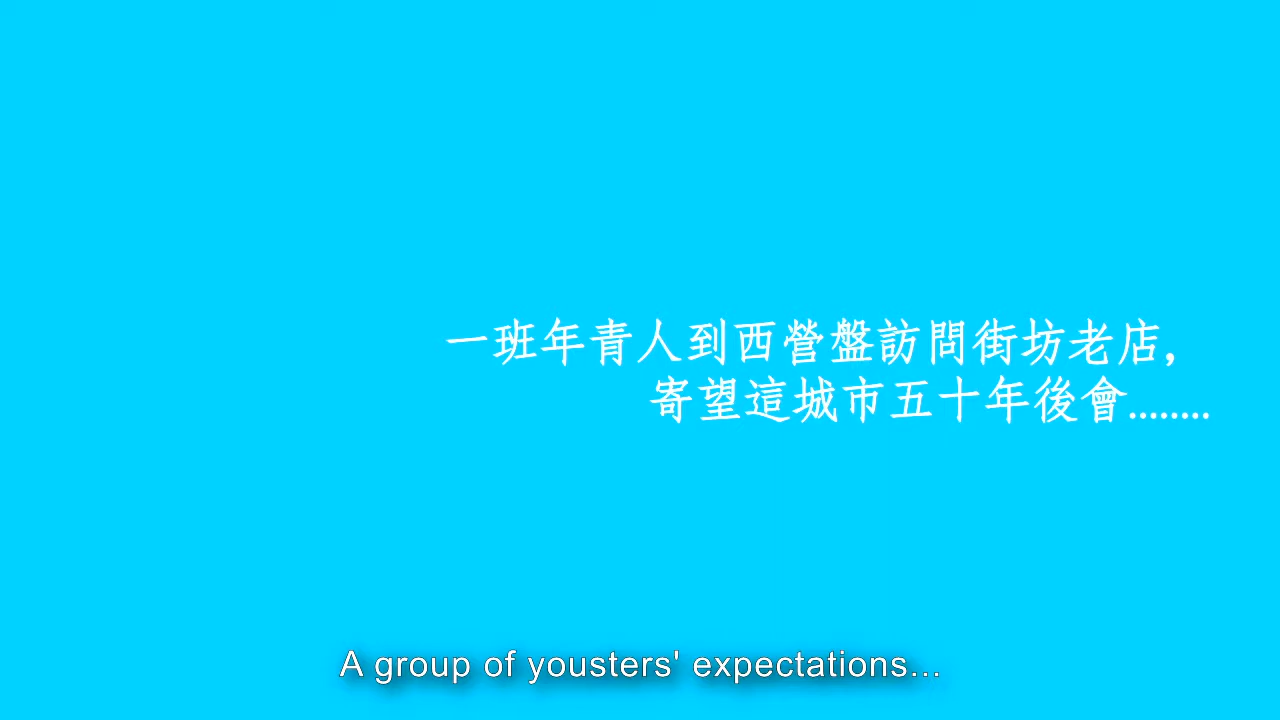 一班年青人到西營盤訪問街坊老店,
寄望這城市五十年後會........
A group of yousters' expectations...